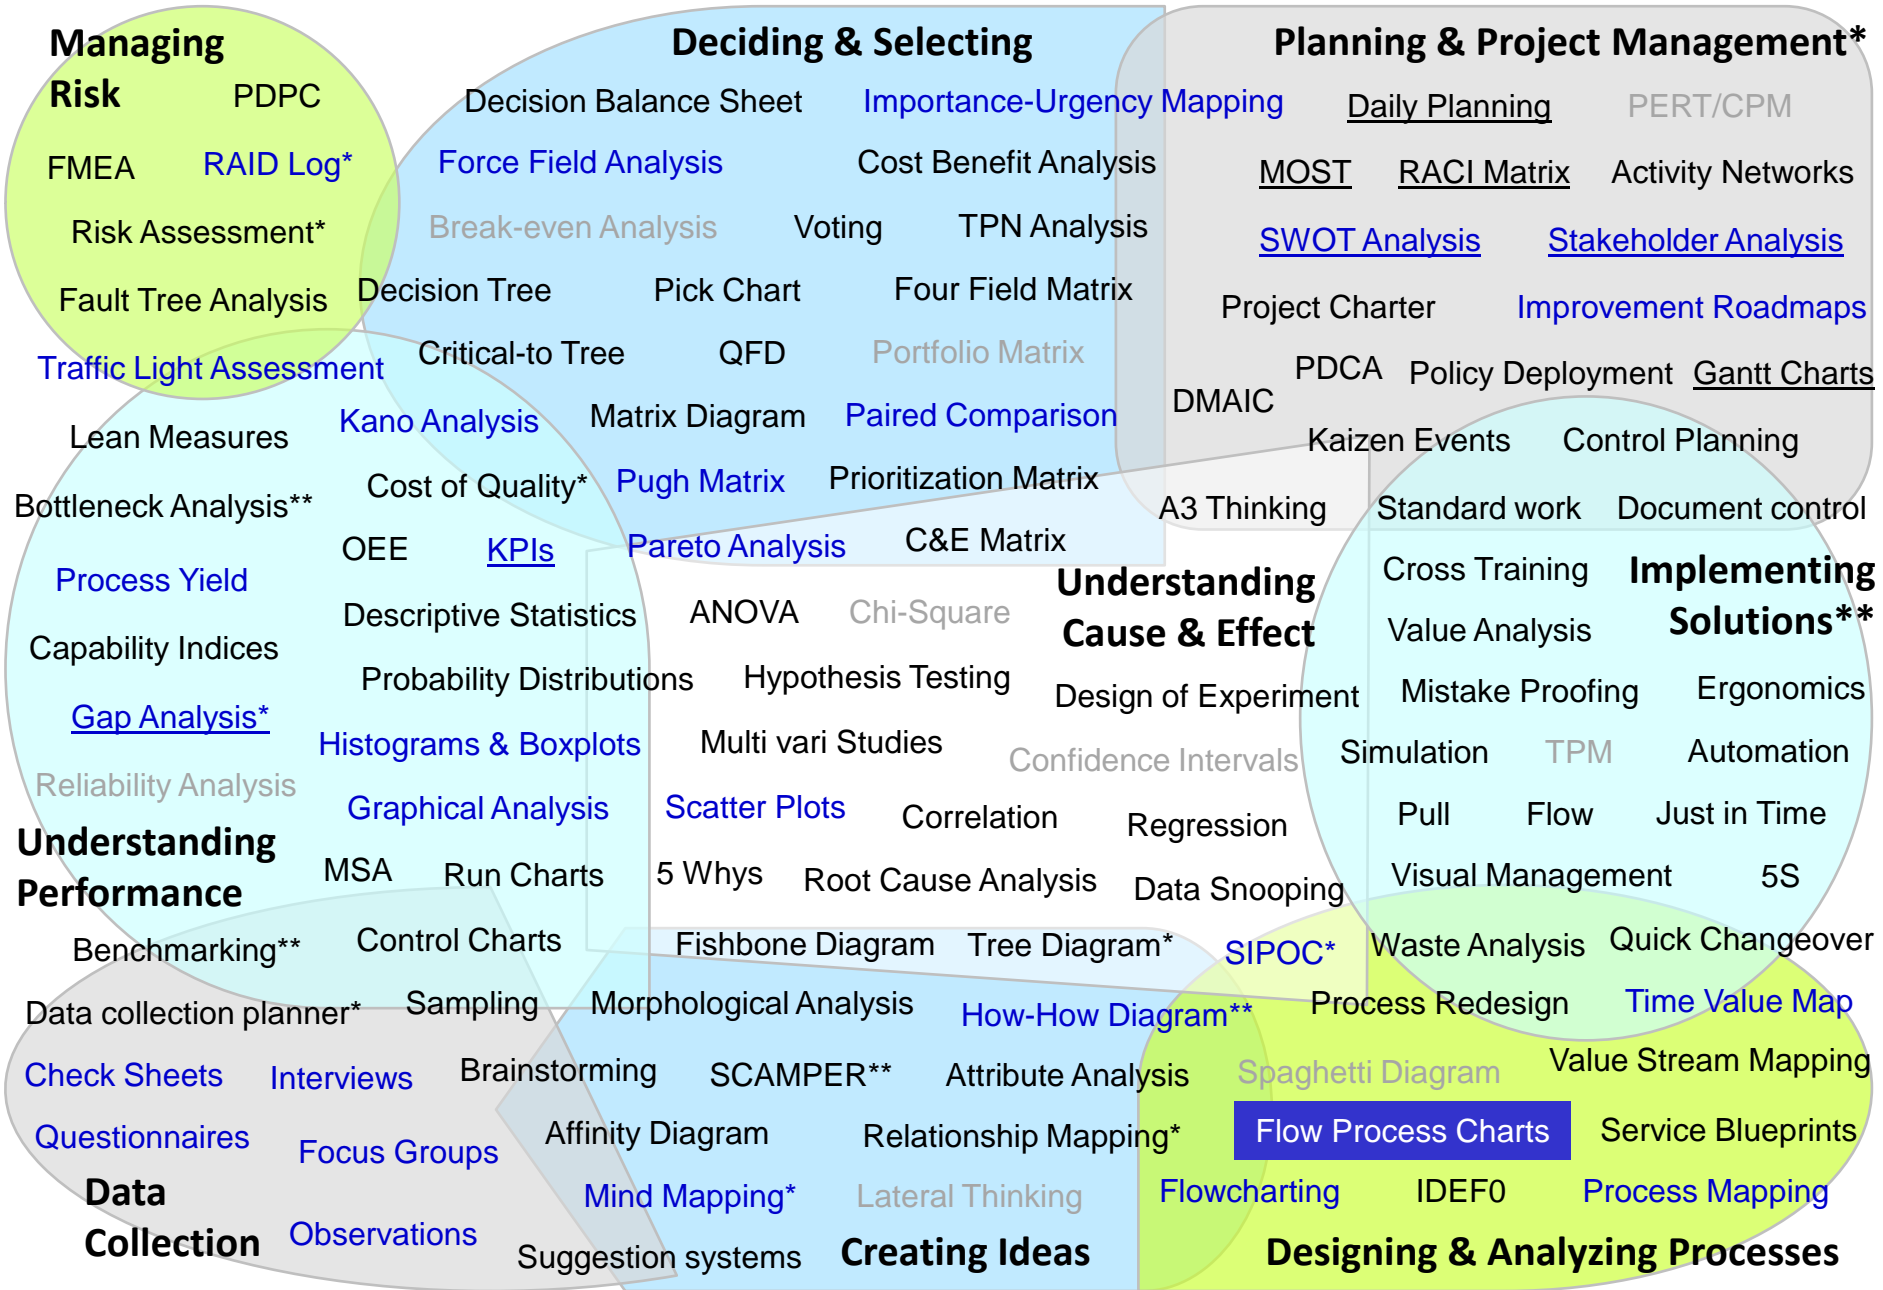 Managing
Risk
PDPC
FMEA
RAID Log*
Risk Assessment*
Fault Tree Analysis
Traffic Light Assessment
Deciding & Selecting
Decision Balance Sheet
Importance-Urgency Mapping
Force Field Analysis
Cost Benefit Analysis
Break-even Analysis
Voting
TPN Analysis
Decision Tree
Pick Chart
Four Field Matrix
Critical-to Tree
QFD
Portfolio Matrix
Kano Analysis
Matrix Diagram
Paired Comparison
Cost of Quality*
Pugh Matrix
Prioritization Matrix
Pareto Analysis
C&E Matrix
Planning & Project Management*
Daily Planning
PERT/CPM
MOST
RACI Matrix
Activity Networks
SWOT Analysis
Stakeholder Analysis
Project Charter
Improvement Roadmaps
PDCA
Policy Deployment
Gantt Charts
DMAIC
Kaizen Events
Control Planning
A3 Thinking
Standard work
Document control
Lean Measures
Bottleneck Analysis**
OEE
KPIs
Process Yield
Descriptive Statistics
Capability Indices
Probability Distributions
Gap Analysis*
Histograms & Boxplots
Reliability Analysis
Graphical Analysis
Understanding
Performance
MSA
Run Charts
Benchmarking**
Control Charts
Understanding
Cause & Effect
ANOVA
Chi-Square
Hypothesis Testing
Design of Experiment
Multi vari Studies
Confidence Intervals
Scatter Plots
Correlation
Regression
5 Whys
Root Cause Analysis
Data Snooping
Fishbone Diagram
Tree Diagram*
SIPOC*
Implementing
Solutions**
Cross Training
Value Analysis
Mistake Proofing
Ergonomics
Simulation
TPM
Automation
Pull
Flow
Just in Time
Visual Management
5S
Waste Analysis
Quick Changeover
Data collection planner*
Sampling
Check Sheets
Interviews
Questionnaires
Focus Groups
Data
Collection
Observations
Morphological Analysis
How-How Diagram**
Brainstorming
SCAMPER**
Attribute Analysis
Affinity Diagram
Relationship Mapping*
Mind Mapping*
Lateral Thinking
Suggestion systems
Creating Ideas
Process Redesign
Time Value Map
Spaghetti Diagram
Value Stream Mapping
Flow Process Charts
Service Blueprints
Flowcharting
IDEF0
Process Mapping
Designing & Analyzing Processes